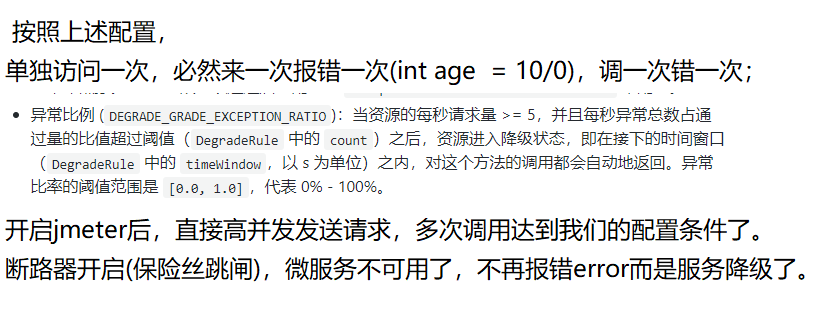 按照上述配置，
单独访问一次，必然来一次报错一次(int age  = 10/0)，调一次错一次；
• 异常比例 (DEGRADE_GRADE_EXCEPTION_RATIO)：当资源的每秒请求量 >= 5，并且每秒异常总数占通
过量的比值超过阈值（DegradeRule 中的 count）之后，资源进入降级状态，即在接下的时间窗口
（DegradeRule 中的 timeWindow，以 s 为单位）之内，对这个方法的调用都会自动地返回。异常
比率的阈值范围是 [0.0, 1.0]，代表 0% - 100%。
开启jmeter后，直接高并发发送请求，多次调用达到我们的配置条件了。
断路器开启(保险丝跳闸)，微服务不可用了，不再报错error而是服务降级了。